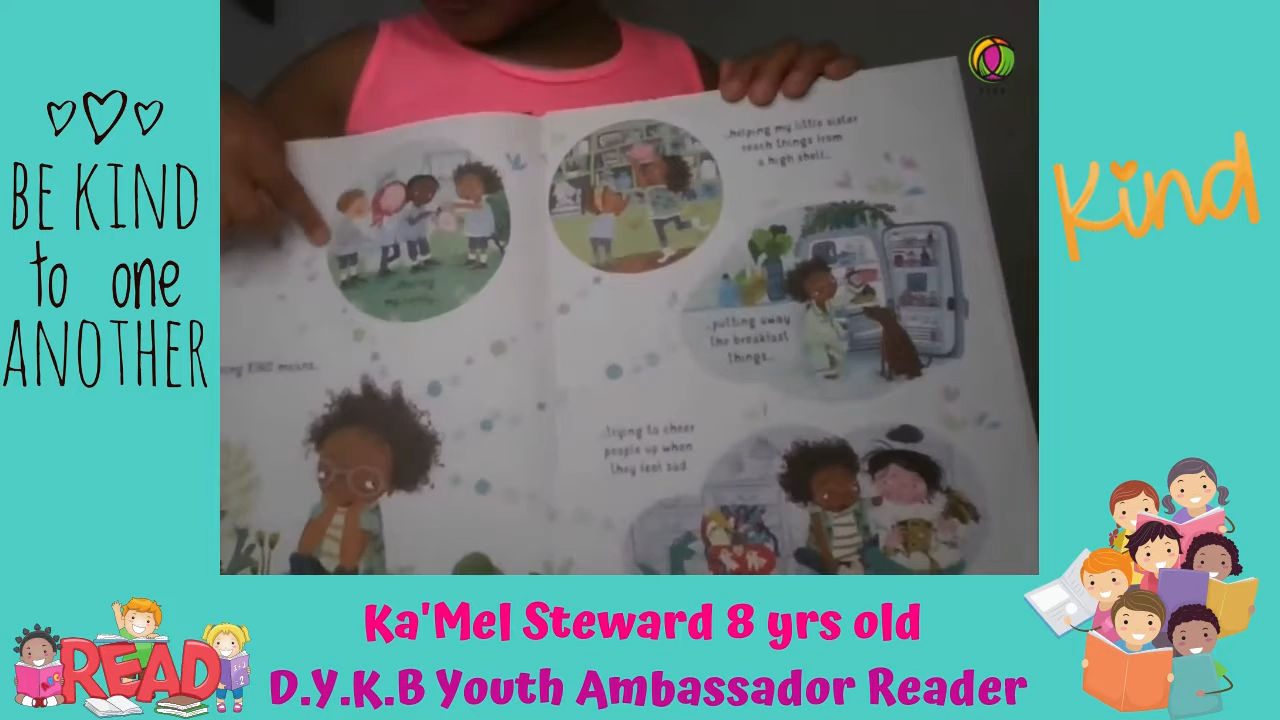 BE KIND
to one
ANOTHER
Kind
...helping my little sister
reach things from
a high shelf...
...putting away
the breakfast
things...
KIND means...
...trying to cheer
people up when
they feel sad
READ
Ka'Mel Steward 8 yrs old
D.Y.K.B Youth Ambassador Reader